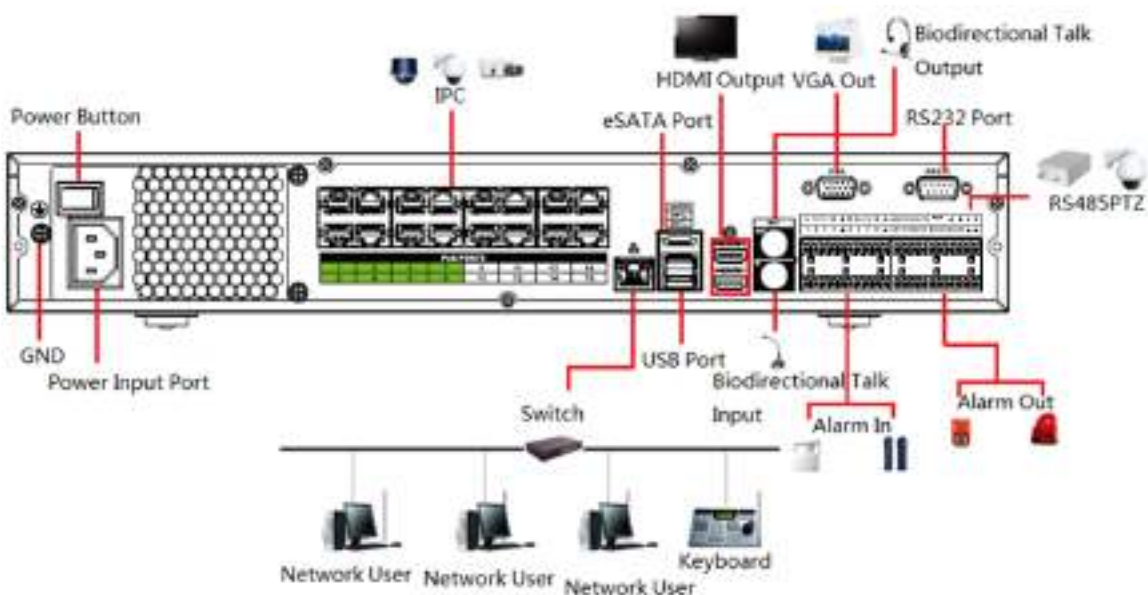 Biodirectional Talk
Output
HDMI Output
VGA Out
IPC
Power Button
eSATA Port
RS232 Port
RS485PTZ
GND
Power Input Port
USB Port
Biodirectional Talk
Input
Switch
Alarm In
Alarm Out
Network User
Network User
Network User
Keyboard